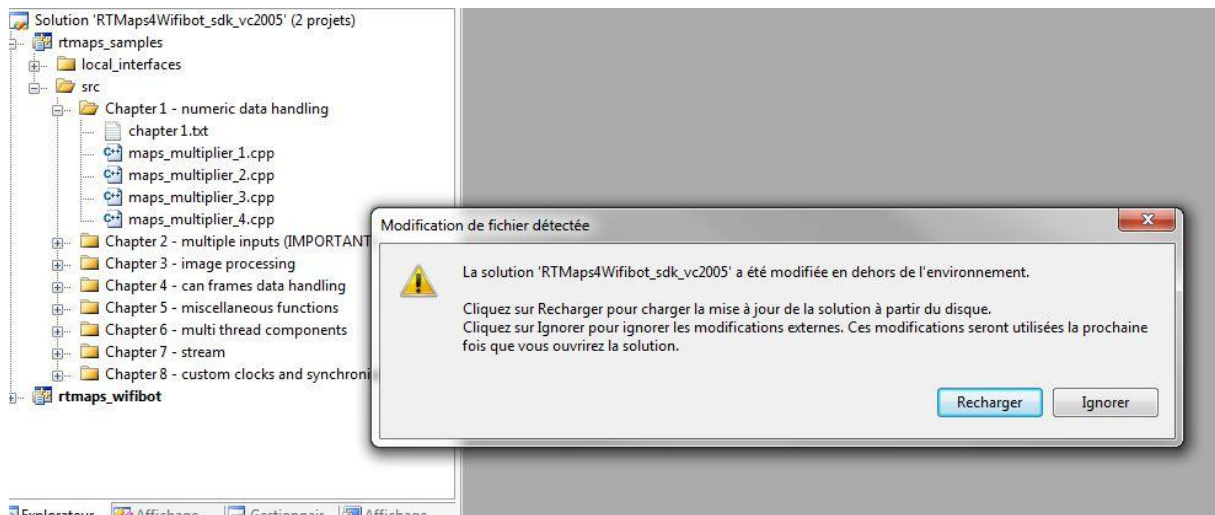 Solution 'RTMaps4Wifibot_sdk_vc2005' (2 projets)
rtmaps_samples
local_interfaces
src
Chapter 1 - numeric data handling
chapter 1.txt
maps_multiplier_1.cpp
maps_multiplier_2.cpp
maps_multiplier_3.cpp
maps_multiplier_4.cpp
Chapter 2 - multiple inputs (IMPORTANT
Chapter 3 - image processing
Chapter 4 - can frames data handling
Chapter 5 - miscellaneous functions
Chapter 6 - multi thread components
Chapter 7 - stream
Chapter 8 - custom clocks and synchroni
rtmaps_wifibot
Modification de fichier détectée
La solution 'RTMaps4Wifibot_sdk_vc2005' a été modifiée en dehors de l'environnement.
Cliquez sur Recharger pour charger la mise à jour de la solution à partir du disque.
Cliquez sur Ignorer pour ignorer les modifications externes. Ces modifications seront utilisées la prochaine
fois que vous ouvrirez la solution.
Recharger Ignorer
Explorateur Affichage Gestionnair Affichage